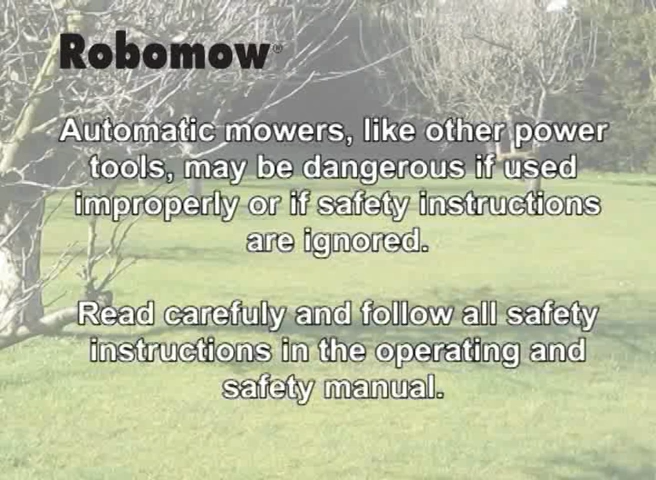 Robomow®
Automatic mowers, like other power
tools, may be dangerous if used
improperly or if safety instructions
are ignored.
Read carefuly and follow all safety
instructions in the operating and
safety manual.